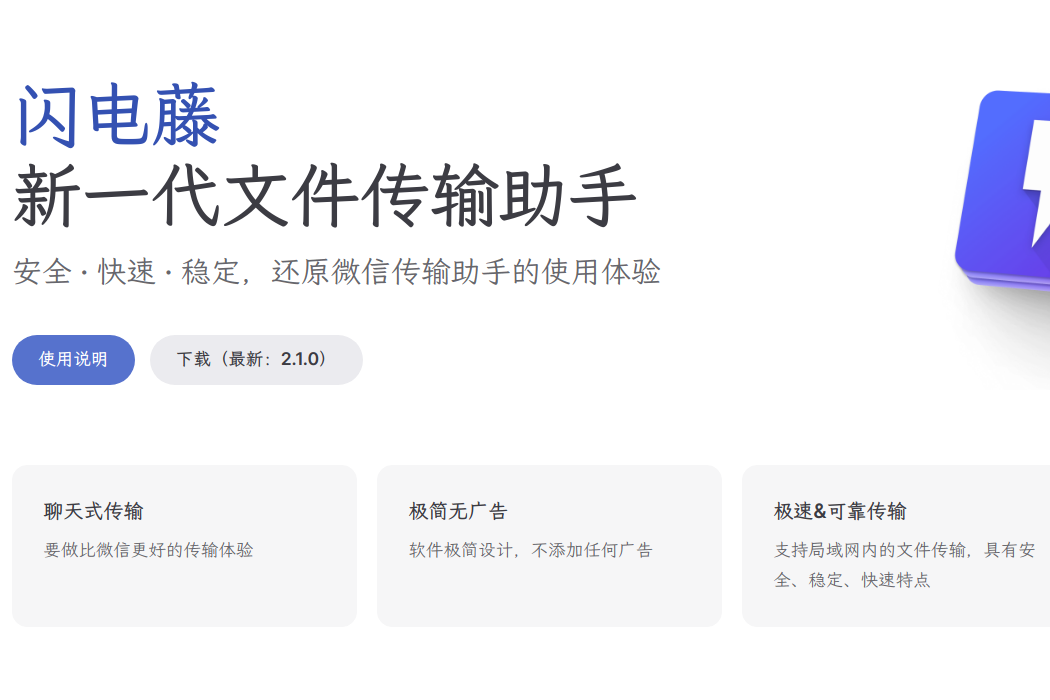 闪电藤
新一代文件传输助手
安全 · 快速 · 稳定，还原微信传输助手的使用体验
使用说明
下载（最新：2.1.0）
聊天式传输
要做比微信更好的传输体验
极简无广告
软件极简设计，不添加任何广告
极速&可靠传输
支持局域网内的文件传输，具有安
全、稳定、快速特点